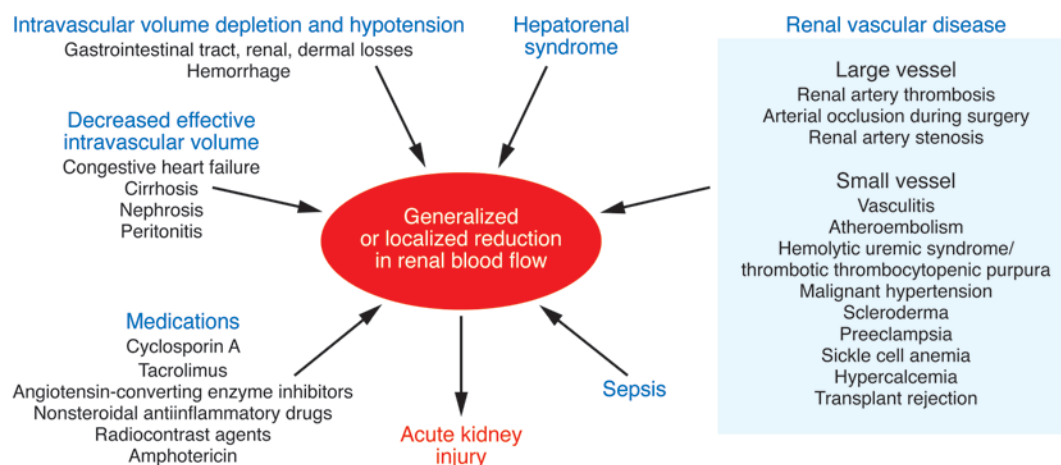 Intravascular volume depletion and hypotension
Gastrointestinal tract, renal, dermal losses
Hemorrhage
Hepatorenal
syndrome
Renal vascular disease
Large vessel
Renal artery thrombosis
Arterial occlusion during surgery
Renal artery stenosis
Small vessel
Vasculitis
Atheroembolism
Hemolytic uremic syndrome/
thrombotic thrombocytopenic purpura
Malignant hypertension
Scleroderma
Preeclampsia
Sickle cell anemia
Hypercalcemia
Transplant rejection
Decreased effective
intravascular volume
Congestive heart failure
Cirrhosis
Nephrosis
Peritonitis
Generalized
or localized reduction
in renal blood flow
Medications
Cyclosporin A
Tacrolimus
Angiotensin-converting enzyme inhibitors
Nonsteroidal antiinflammatory drugs
Radiocontrast agents
Amphotericin
Acute kidney
injury
Sepsis